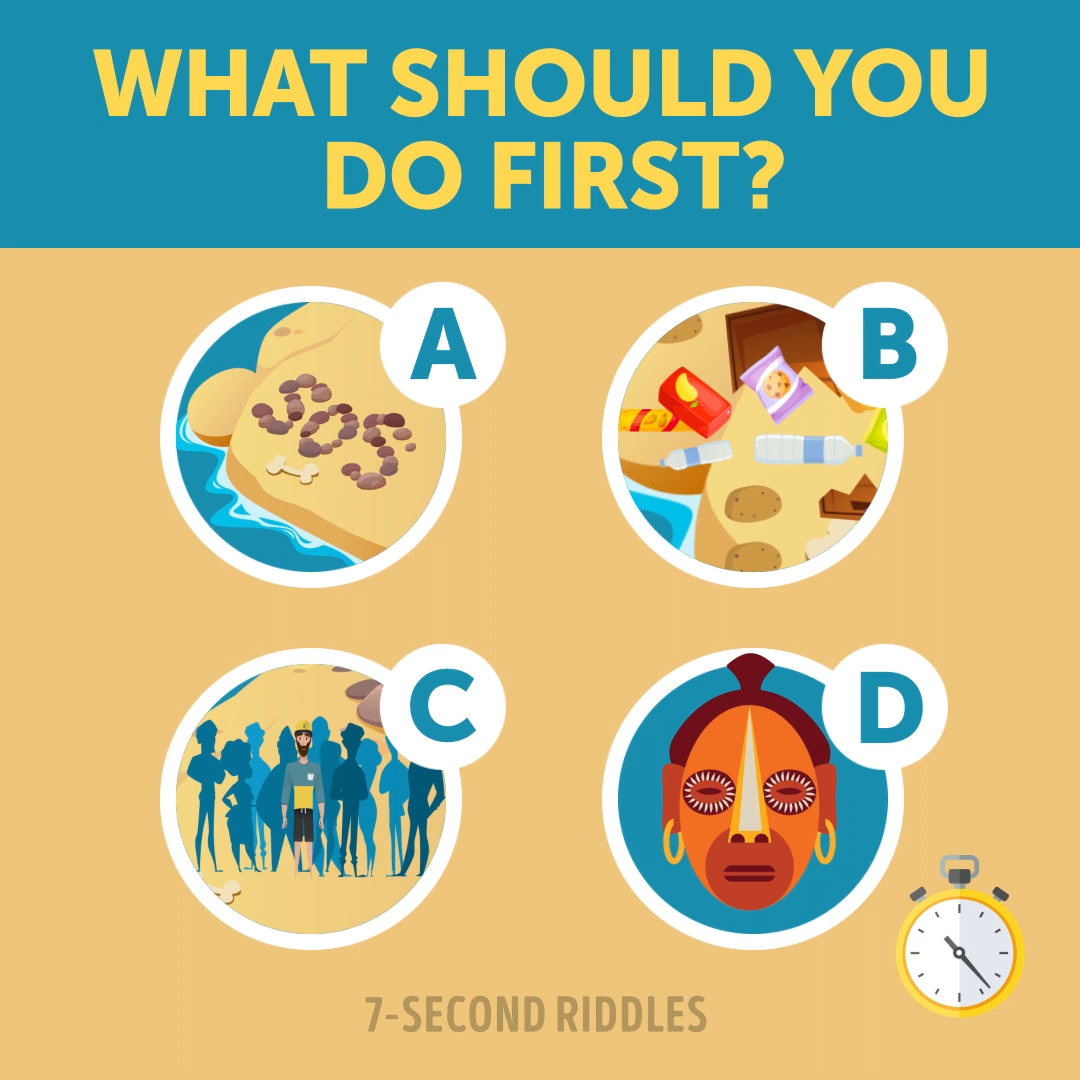 WHAT SHOULD YOU
DO FIRST?
A
B
SOS
C
D
7-SECOND RIDDLES